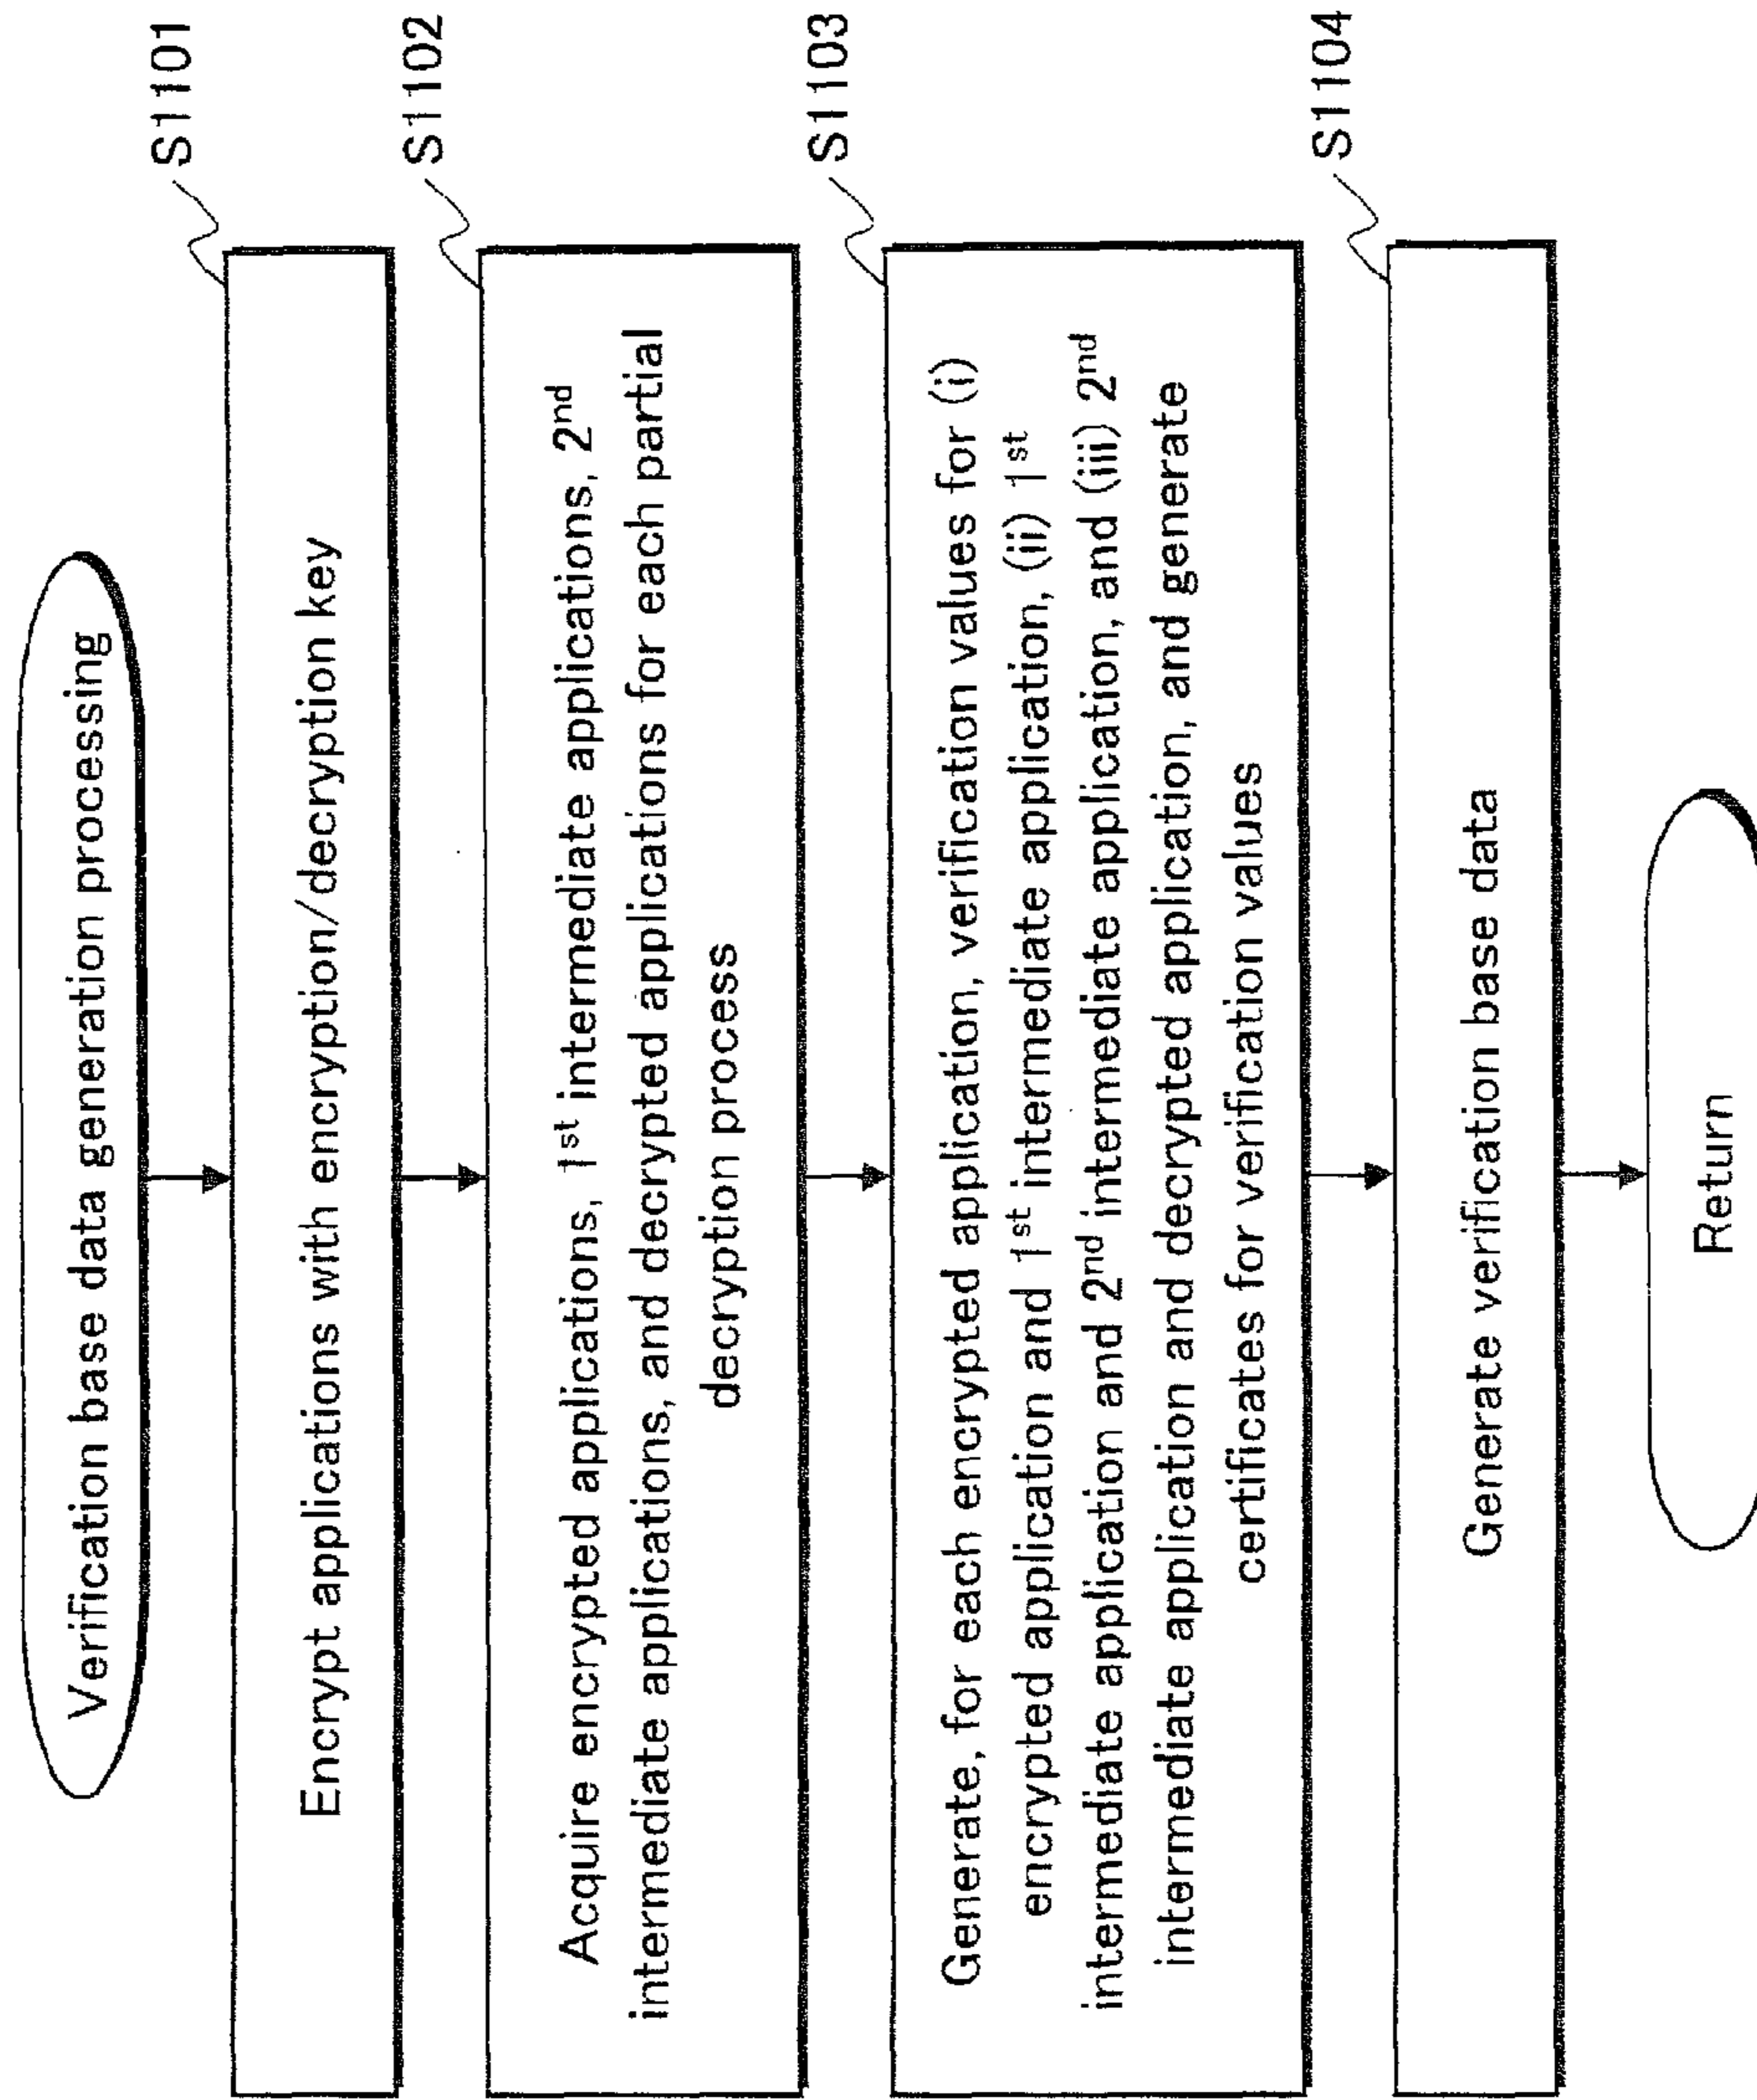 Verification base data generation processing
S1101
Encrypt applications with encryption/decryption key
S1102
Acquire encrypted applications, 1st intermediate applications, 2nd
intermediate applications, and decrypted applications for each partial
decryption process
S1103
Generate, for each encrypted application, verification values for (i)
encrypted application and 1st intermediate application, (ii) 1st
intermediate application and 2nd intermediate application, and (iii) 2nd
intermediate application and decrypted application, and generate
certificates for verification values
S1104
Generate verification base data
Return